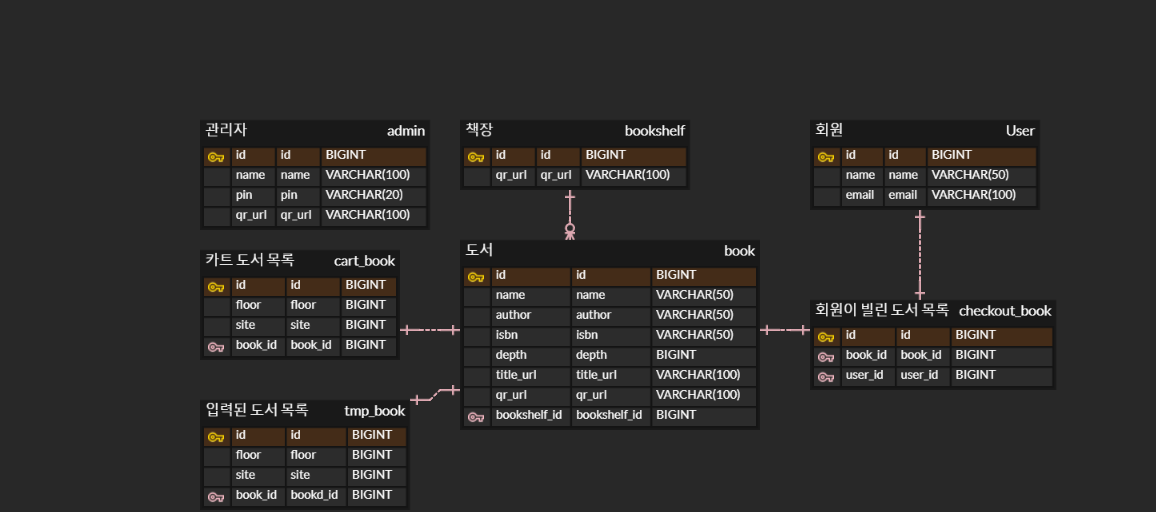 관리자 admin
id id BIGINT
name name VARCHAR(100)
pin pin VARCHAR(20)
qr_url qr_url VARCHAR(100)
책장 bookshelf
id id BIGINT
qr_url qr_url VARCHAR(100)
회원 User
id id BIGINT
name name VARCHAR(50)
email email VARCHAR(100)
카트 도서 목록 cart_book
id id BIGINT
floor floor BIGINT
site site BIGINT
book_id book_id BIGINT
도서 book
id id BIGINT
name name VARCHAR(50)
author author VARCHAR(50)
isbn isbn VARCHAR(50)
depth depth BIGINT
title_url title_url VARCHAR(100)
qr_url qr_url VARCHAR(100)
bookshelf_id bookshelf_id BIGINT
회원이 빌린 도서 목록 checkout_book
id id BIGINT
book_id book_id BIGINT
user_id user_id BIGINT
입력된 도서 목록 tmp_book
id id BIGINT
floor floor BIGINT
site site BIGINT
book_id bookd_id BIGINT